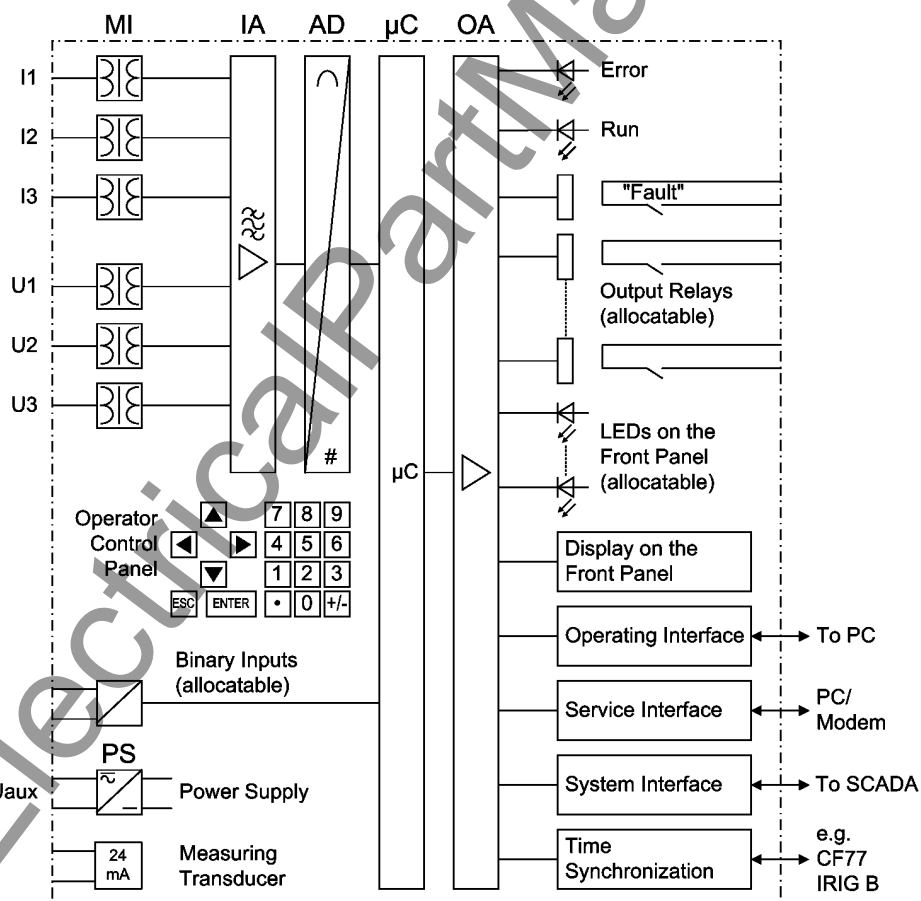 MI IA AD µC OA
I1
I2
I3
U1
U2
U3
#
µC
Error
Run
"Fault"
Output Relays
(allocatable)
LEDs on the
Front Panel
(allocatable)
Operator
Control
Panel
7 8 9
4 5 6
1 2 3
ESC ENTER • 0 +/-
Display on the
Front Panel
Operating Interface
To PC
Binary Inputs
(allocatable)
Service Interface
PC/
Modem
PS
Uaux
Power Supply
System Interface
To SCADA
24
mA
Measuring
Transducer
Time
Synchronization
e.g.
CF77
IRIG B